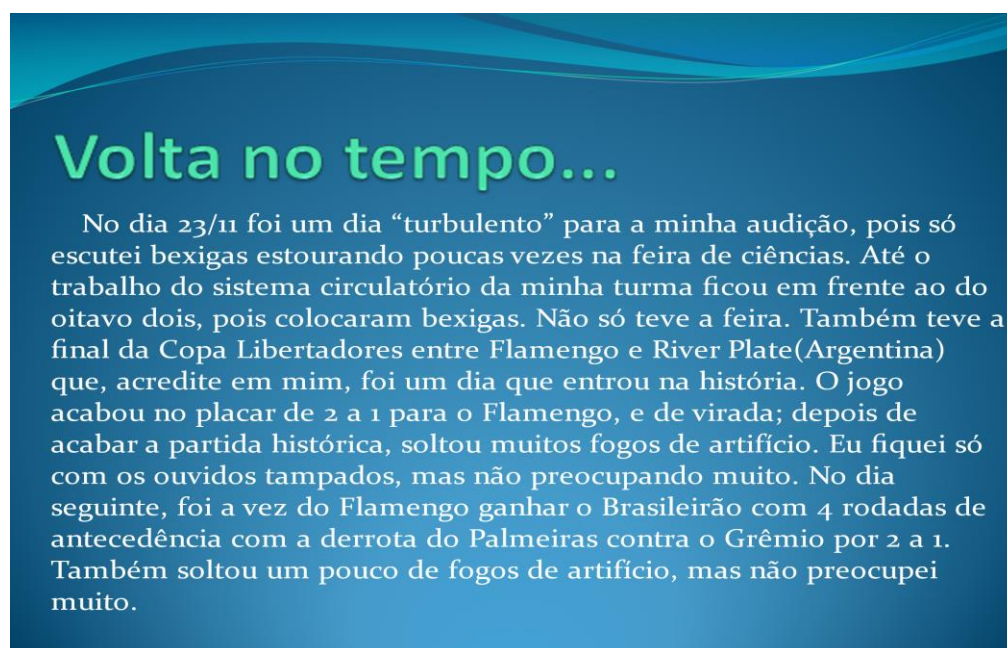 Volta no tempo...
No dia 23/11 foi um dia “turbulento” para a minha audição, pois só
escutei bexigas estourando poucas vezes na feira de ciências. Até o
trabalho do sistema circulatório da minha turma ficou em frente ao do
oitavo dois, pois colocaram bexigas. Não só teve a feira. Também teve a
final da Copa Libertadores entre Flamengo e River Plate(Argentina)
que, acredite em mim, foi um dia que entrou na história. O jogo
acabou no placar de 2 a 1 para o Flamengo, e de virada; depois de
acabar a partida histórica, soltou muitos fogos de artifício. Eu fiquei só
com os ouvidos tampados, mas não preocupando muito. No dia
seguinte, foi a vez do Flamengo ganhar o Brasileirão com 4 rodadas de
antecedência com a derrota do Palmeiras contra o Grêmio por 2 a 1.
Também soltou um pouco de fogos de artifício, mas não preocupei
muito.